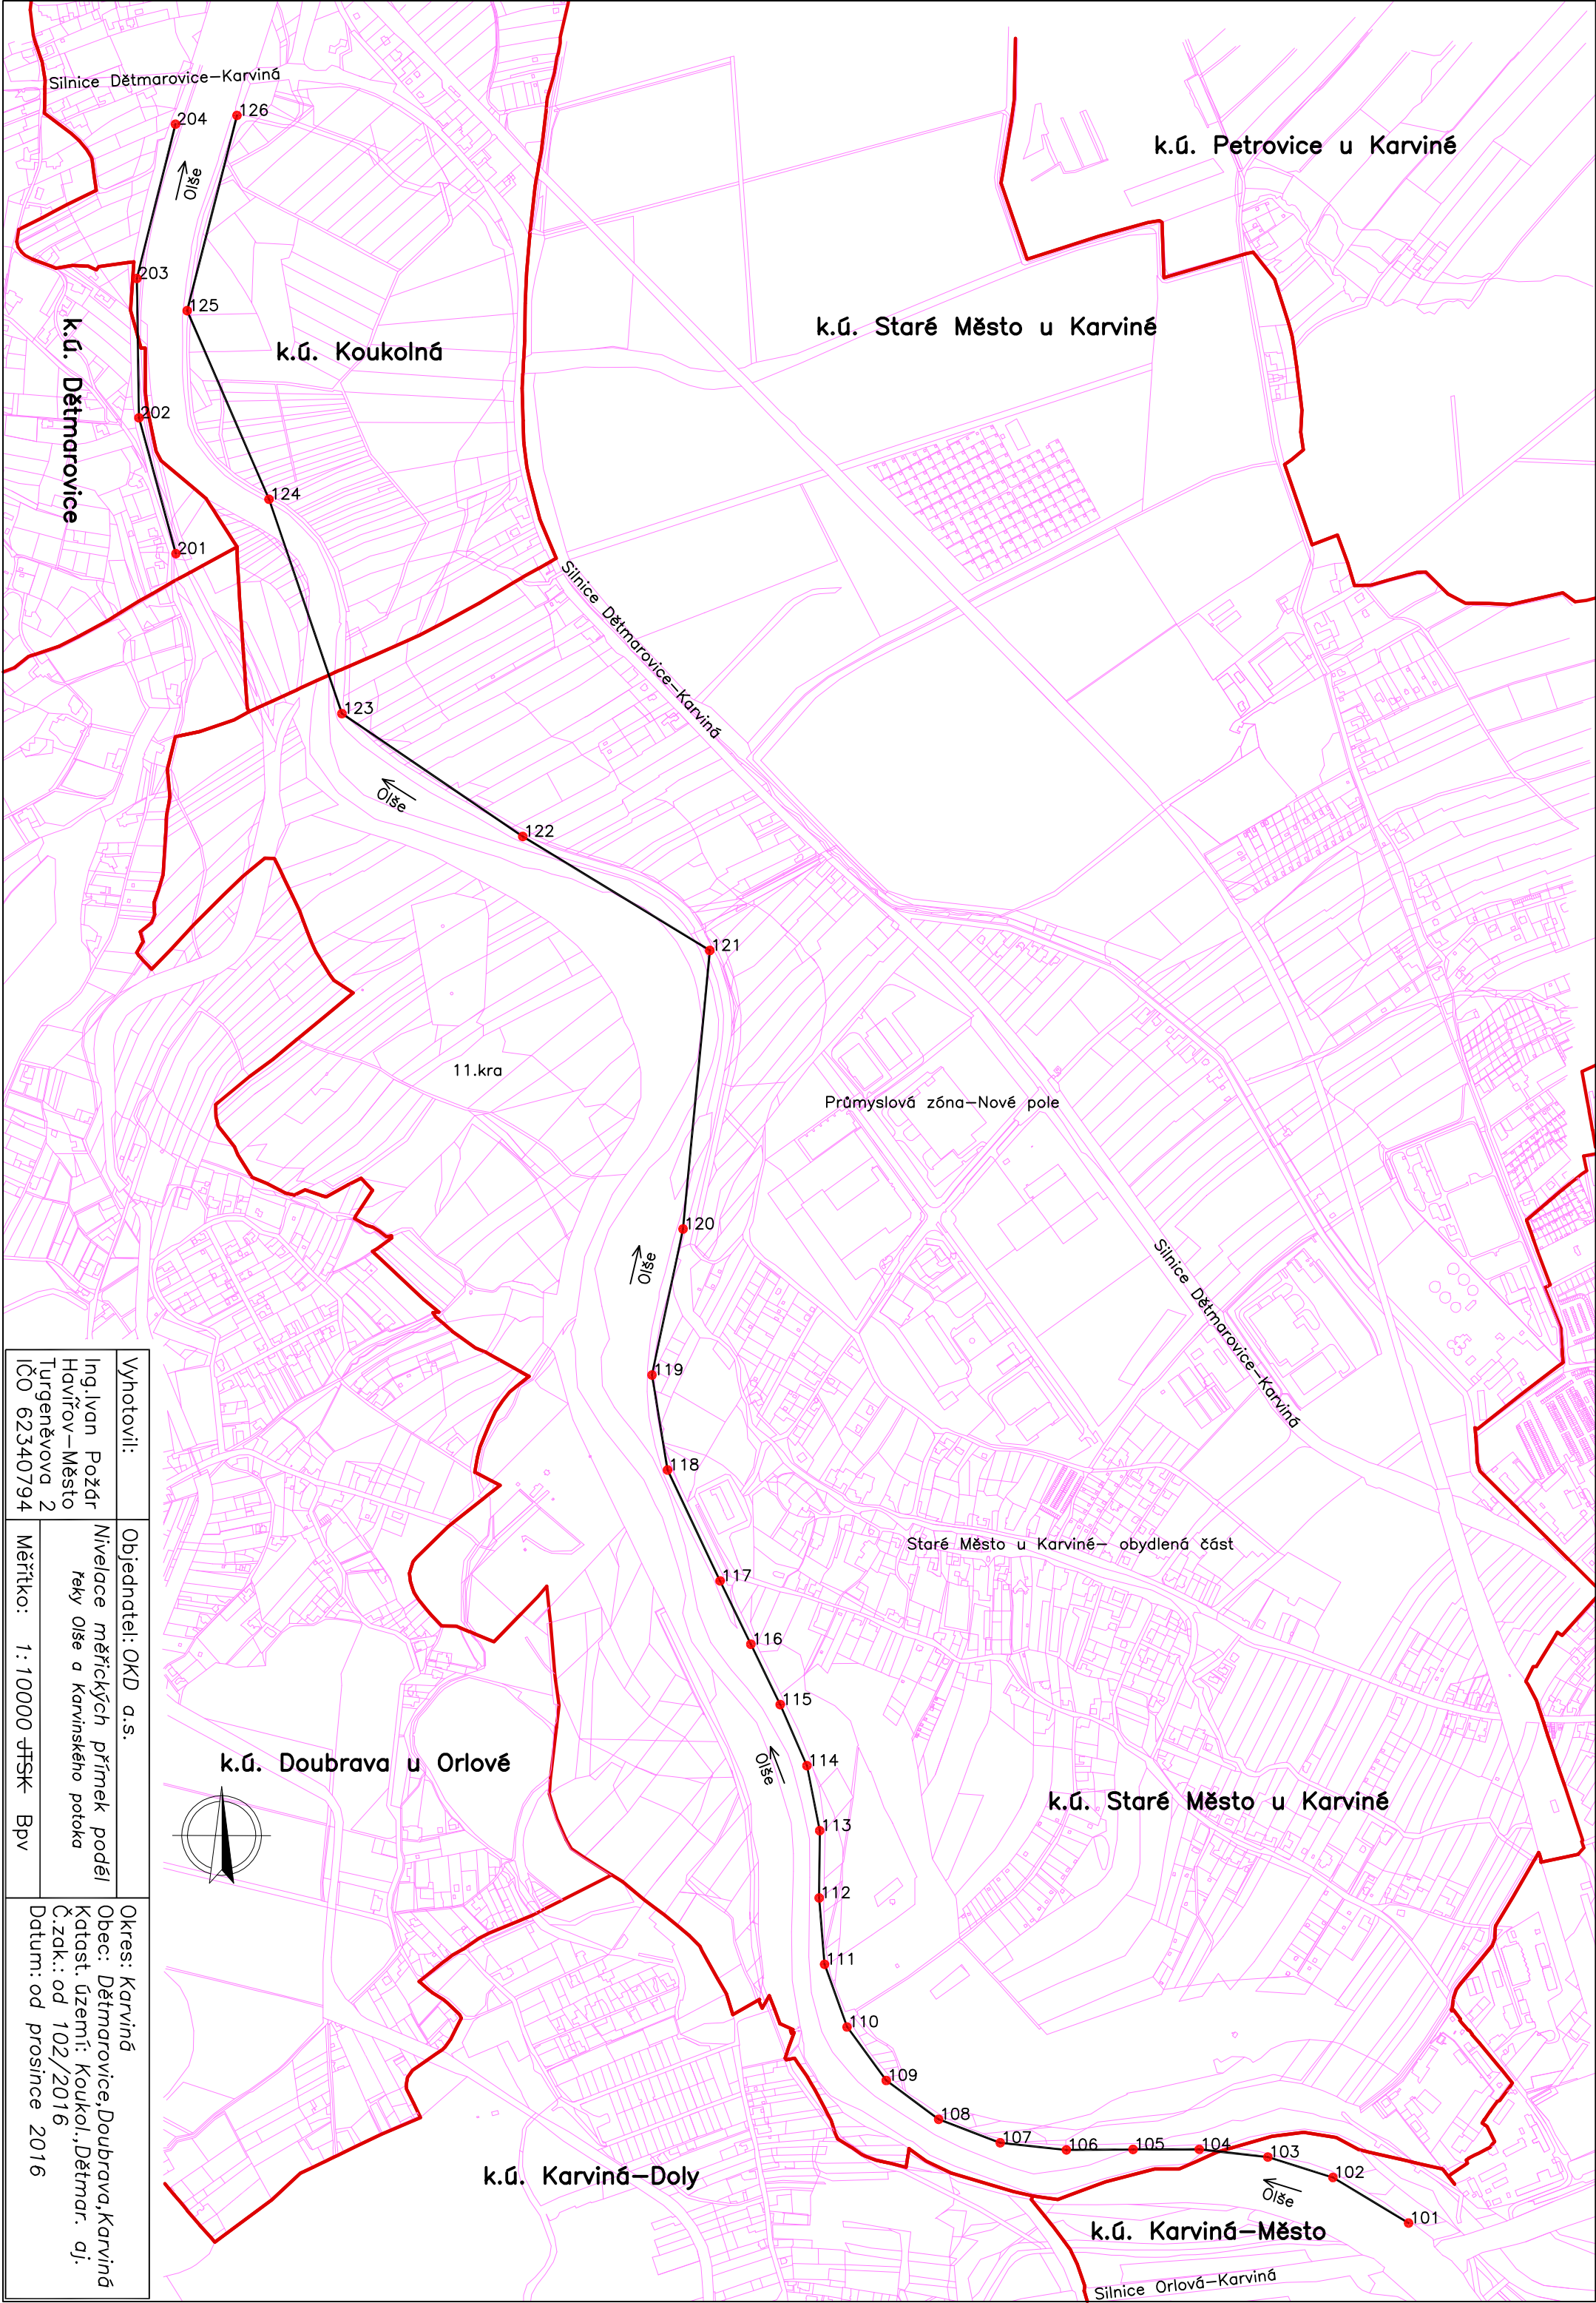 Silnice Dětmarovice-Karviná
204
126
Olše
k.ú. Petrovice u Karviné
203
125
k.ú. Staré Město u Karviné
k.ú. Koukolná
k.ú. Dětmarovice
202
124
201
Silnice Dětmarovice-Karviná
123
Olše
122
121
11.kra
Průmyslová zóna-Nové pole
120
Olše
Silnice Dětmarovice-Karviná
119
118
Staré Město u Karviné- obydlená část
117
116
115
114
Olše
k.ú. Doubrava u Orlové
k.ú. Staré Město u Karviné
113
112
111
110
109
108
107
106
105
104
103
102
Olše
101
k.ú. Karviná-Doly
k.ú. Karviná-Město
Silnice Orlová-Karviná
Vyhotovil:
Ing.Ivan Požár
Havířov-Město
Turgeněvova 2
IČO 62340794
Objednatel: OKD a.s.
Nivelace měřických přímek podél
řeky Olše a Karvinského potoka
Měřítko: 1:10000 JTSK Bpv
Okres: Karviná
Obec: Dětmarovice,Doubrava,Karviná
Katast. území: Koukol.,Dětmar. aj.
Č.zak.: od 102/2016
Datum: od prosince 2016